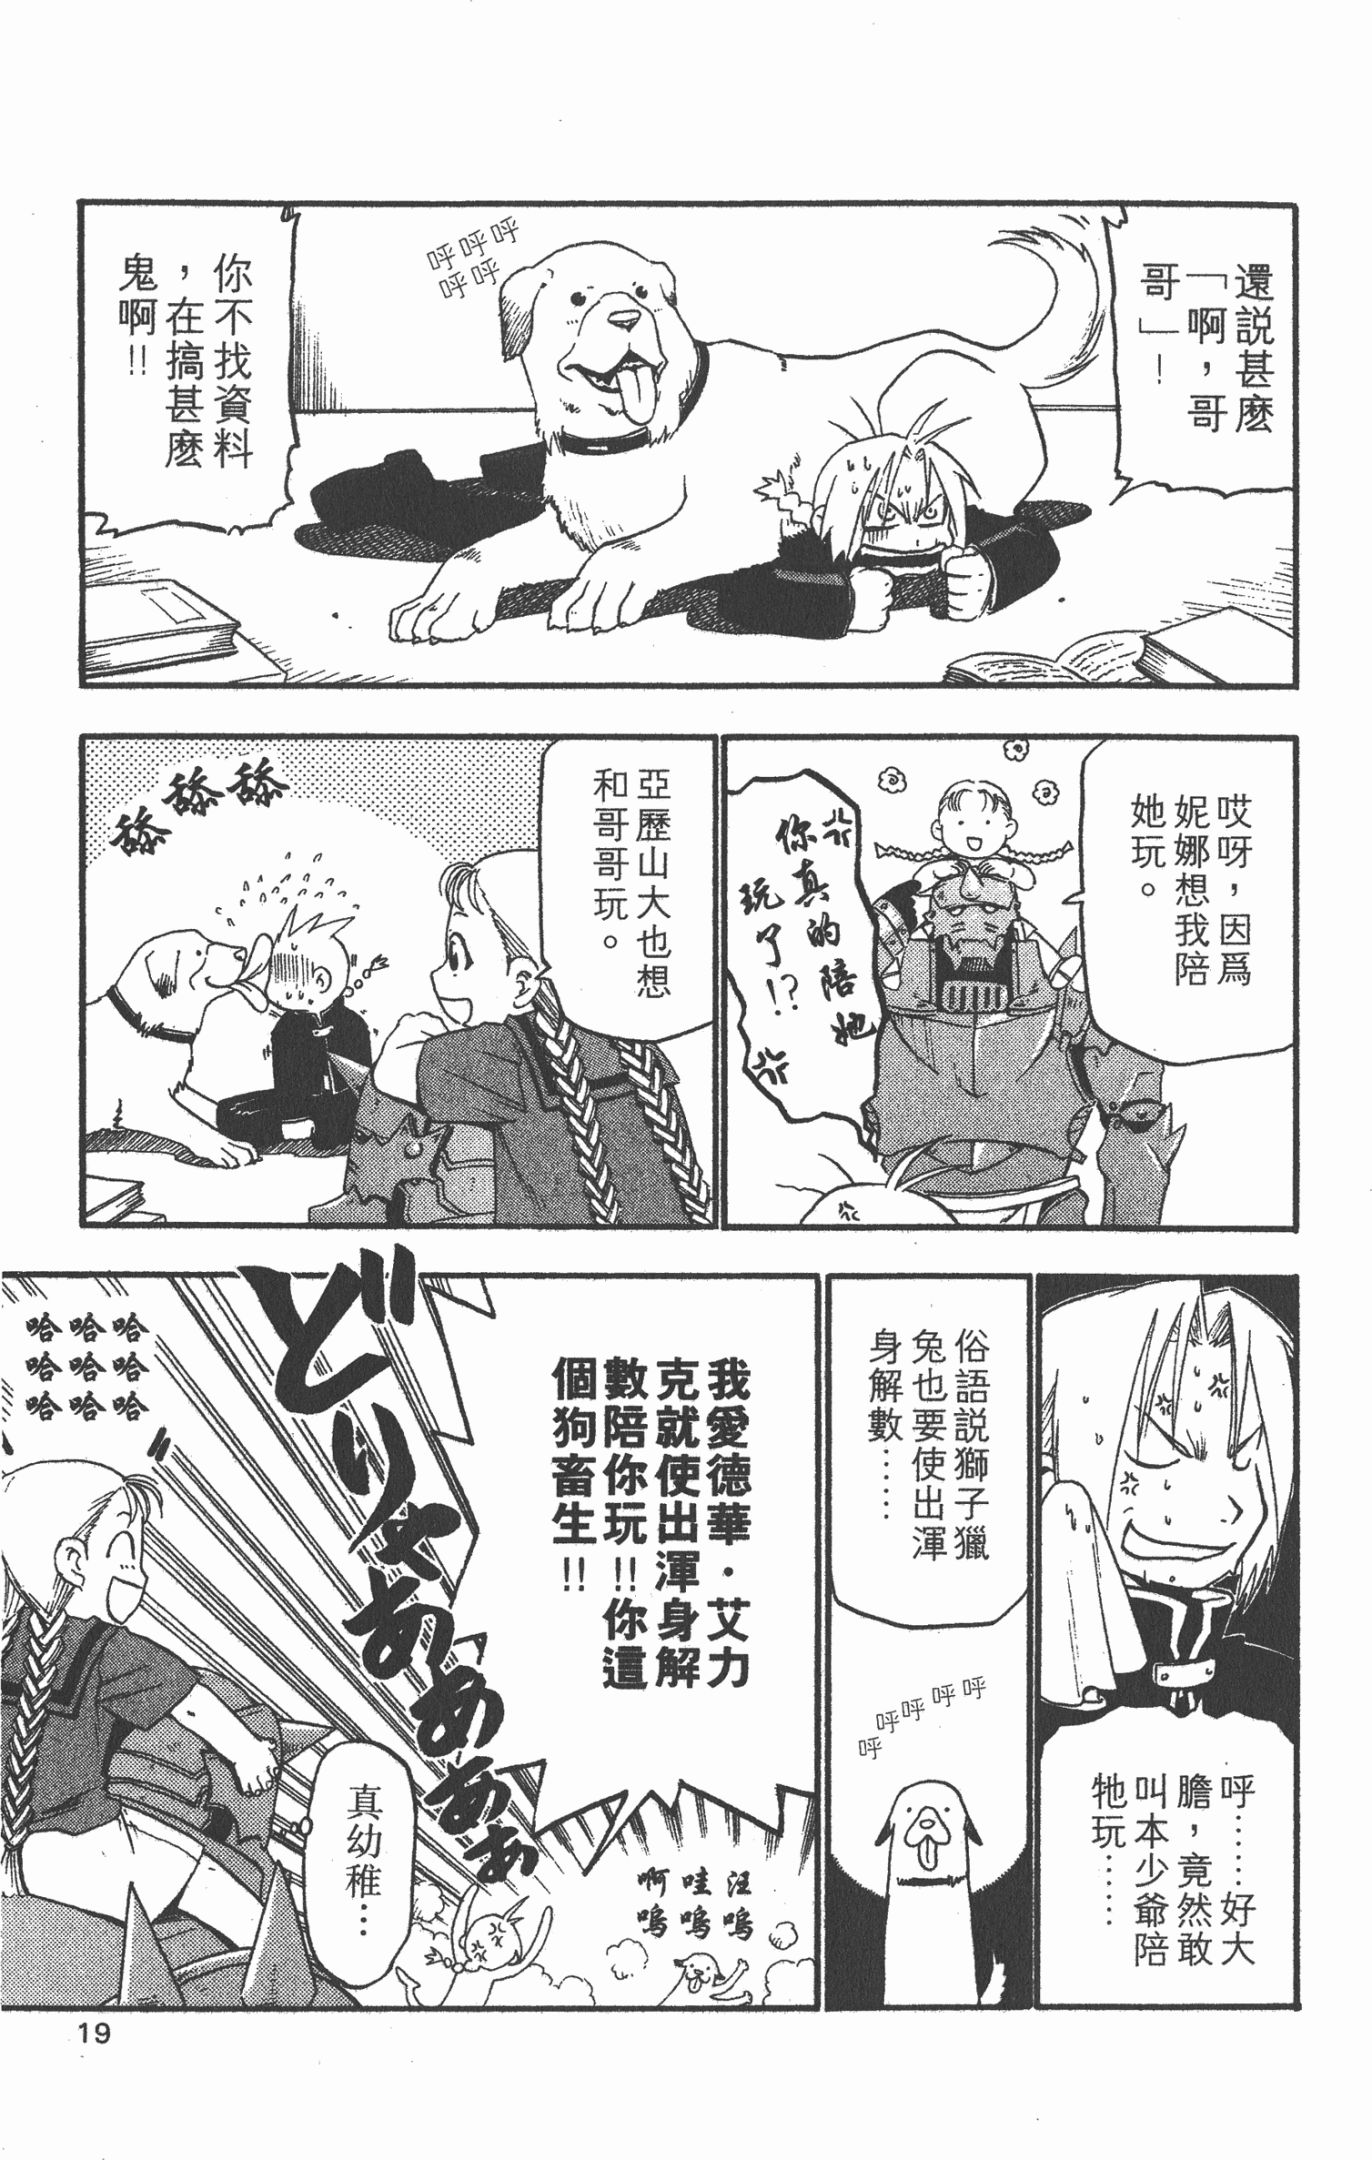 還說甚麼
「啊，哥
哥」！
呼呼呼
呼呼
你不找資料
，在搞甚麼
鬼啊!!
哎呀，因爲
妮娜想我陪
她玩。
你真的陪她
玩了!?
亞歷山大也想
和哥哥玩。
舔舔舔
呼……好大
膽，竟然敢
叫本少爺陪
牠玩……
俗語說獅子獵
兔也要使出渾
身解數……
呼呼呼呼
呼
我愛德華・艾力
克就使出渾身解
數陪你玩!!你這
個狗畜生!!
どりゃあああぁぁ
汪嗚
哇嗚
啊嗚
真幼稚…
哈哈哈
哈哈哈
哈哈哈
19